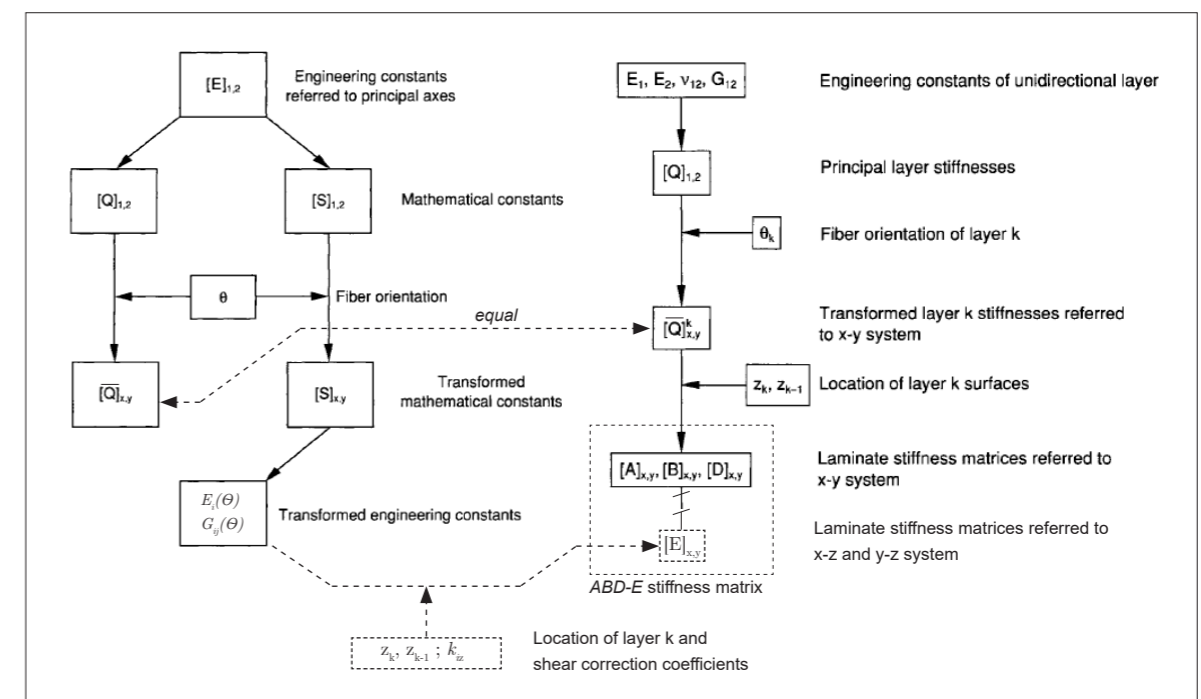 [E]₁,₂
Engineering constants
referred to principal axes
[Q]₁,₂
[S]₁,₂
Mathematical constants
θ
Fiber orientation
[Q̅]ₓ,ᵧ
[S]ₓ,ᵧ
Transformed
mathematical constants
Eᵢ(Θ)
Gᵢⱼ(Θ)
Transformed engineering constants
equal
E₁, E₂, ν₁₂, G₁₂
Engineering constants of unidirectional layer
[Q]₁,₂
Principal layer stiffnesses
θₖ
Fiber orientation of layer k
[Q̅]ᵏₓ,ᵧ
Transformed layer k stiffnesses referred
to x-y system
zₖ, zₖ₋₁
Location of layer k surfaces
[A]ₓ,ᵧ, [B]ₓ,ᵧ, [D]ₓ,ᵧ
Laminate stiffness matrices referred to
x-y system
[E]ₓ,ᵧ
Laminate stiffness matrices referred to
x-z and y-z system
ABD-E stiffness matrix
zₖ, zₖ₋₁ ; k_iz
Location of layer k and
shear correction coefficients